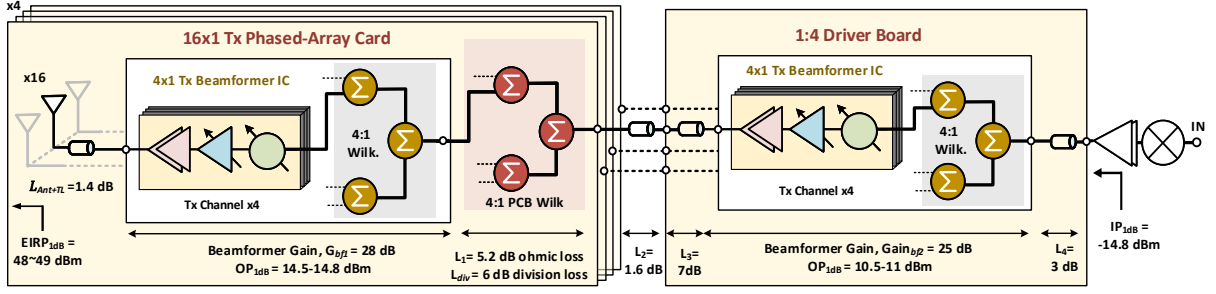 x4
16x1 Tx Phased-Array Card
x16
4x1 Tx Beamformer IC
Σ
Σ
Σ
4:1
Wilk.
Tx Channel x4
Σ
Σ
Σ
4:1 PCB Wilk
L_Ant+TL =1.4 dB
EIRP1dB =
48~49 dBm
Beamformer Gain, Gbf1 = 28 dB
OP1dB = 14.5-14.8 dBm
L1 = 5.2 dB ohmic loss
Ldiv = 6 dB division loss
L2=
1.6 dB
1:4 Driver Board
4x1 Tx Beamformer IC
Σ
Σ
Σ
4:1
Wilk.
Tx Channel x4
L3=
7dB
Beamformer Gain, Gainbf2 = 25 dB
OP1dB = 10.5-11 dBm
L4=
3 dB
IN
IP1dB =
-14.8 dBm